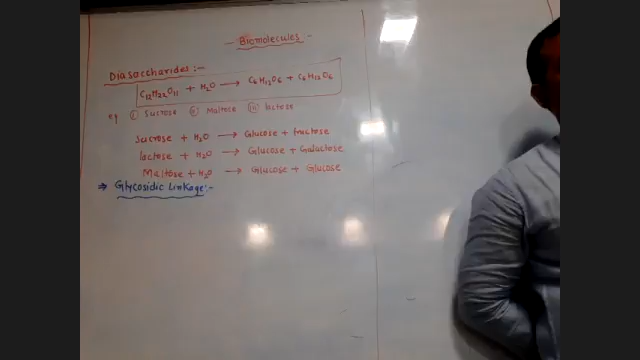 - Biomolecules -
Disaccharides :-
C₁₂H₂₂O₁₁ + H₂O → C₆H₁₂O₆ + C₆H₁₂O₆
eg (i) Sucrose (ii) Maltose (iii) lactose
Sucrose + H₂O → Glucose + fructose
lactose + H₂O → Glucose + Galactose
Maltose + H₂O → Glucose + Glucose
⇒ Glycosidic Linkage:-